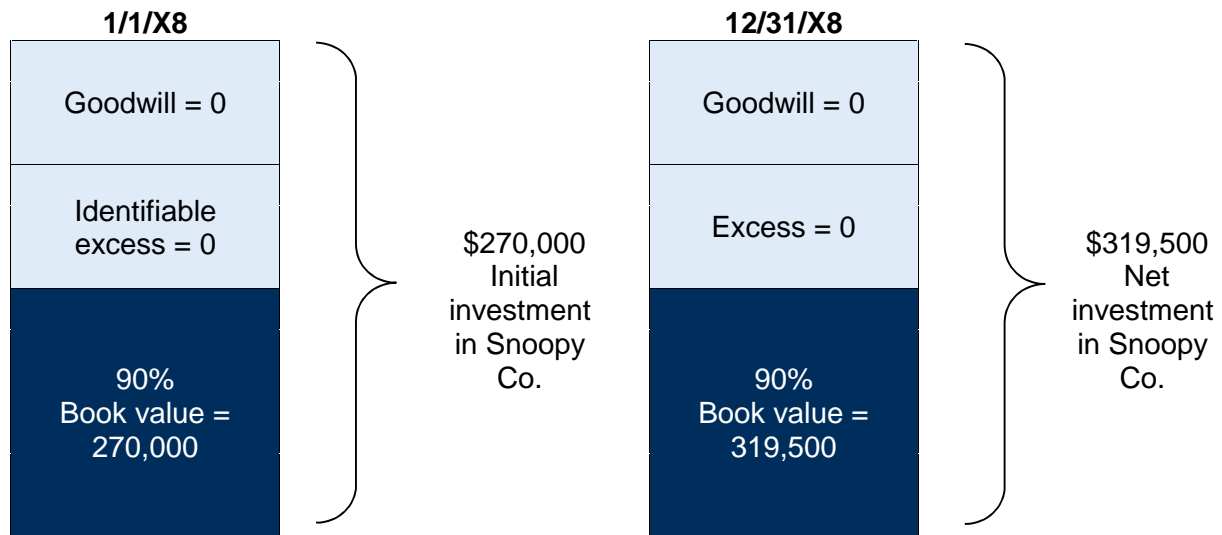 1/1/X8
Goodwill = 0
Identifiable
excess = 0
90%
Book value =
270,000
$270,000
Initial
investment
in Snoopy
Co.
12/31/X8
Goodwill = 0
Excess = 0
90%
Book value =
319,500
$319,500
Net
investment
in Snoopy
Co.